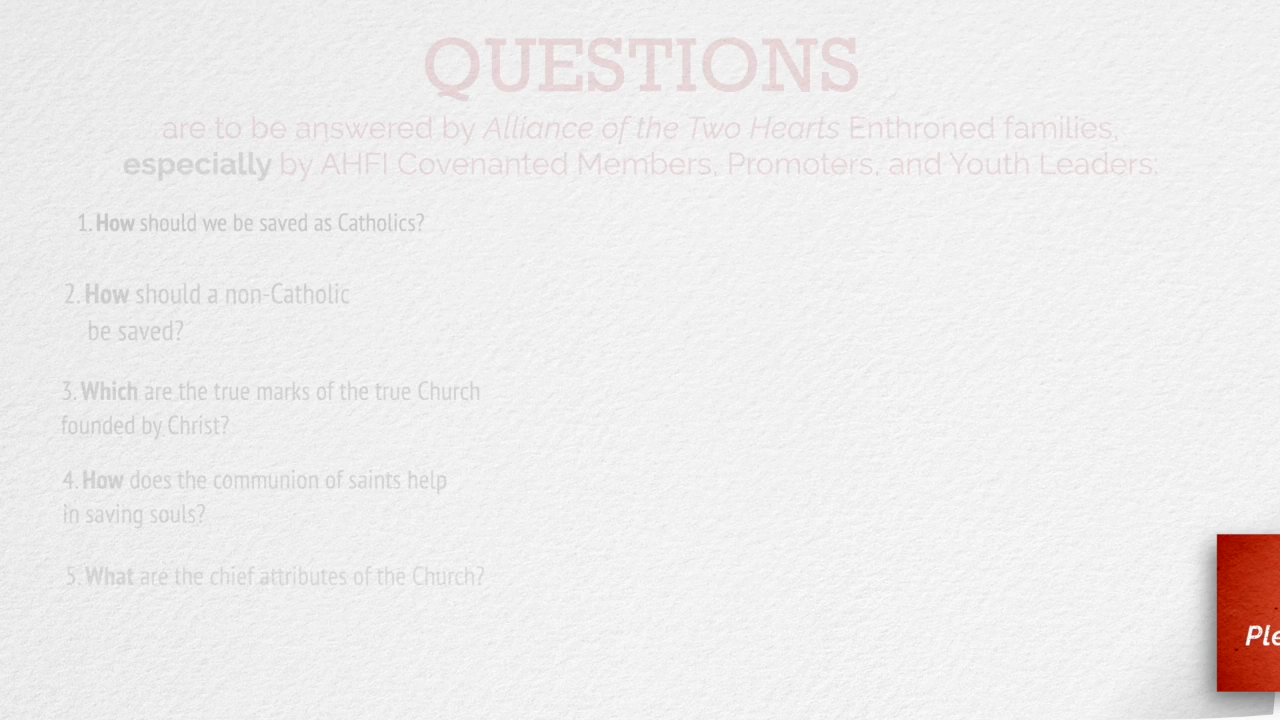 QUESTIONS
are to be answered by Alliance of the Two Hearts Enthroned families,
especially by AHFI Covenanted Members, Promoters, and Youth Leaders:
1. How should we be saved as Catholics?
2. How should a non-Catholic
be saved?
3. Which are the true marks of the true Church
founded by Christ?
4. How does the communion of saints help
in saving souls?
5. What are the chief attributes of the Church?